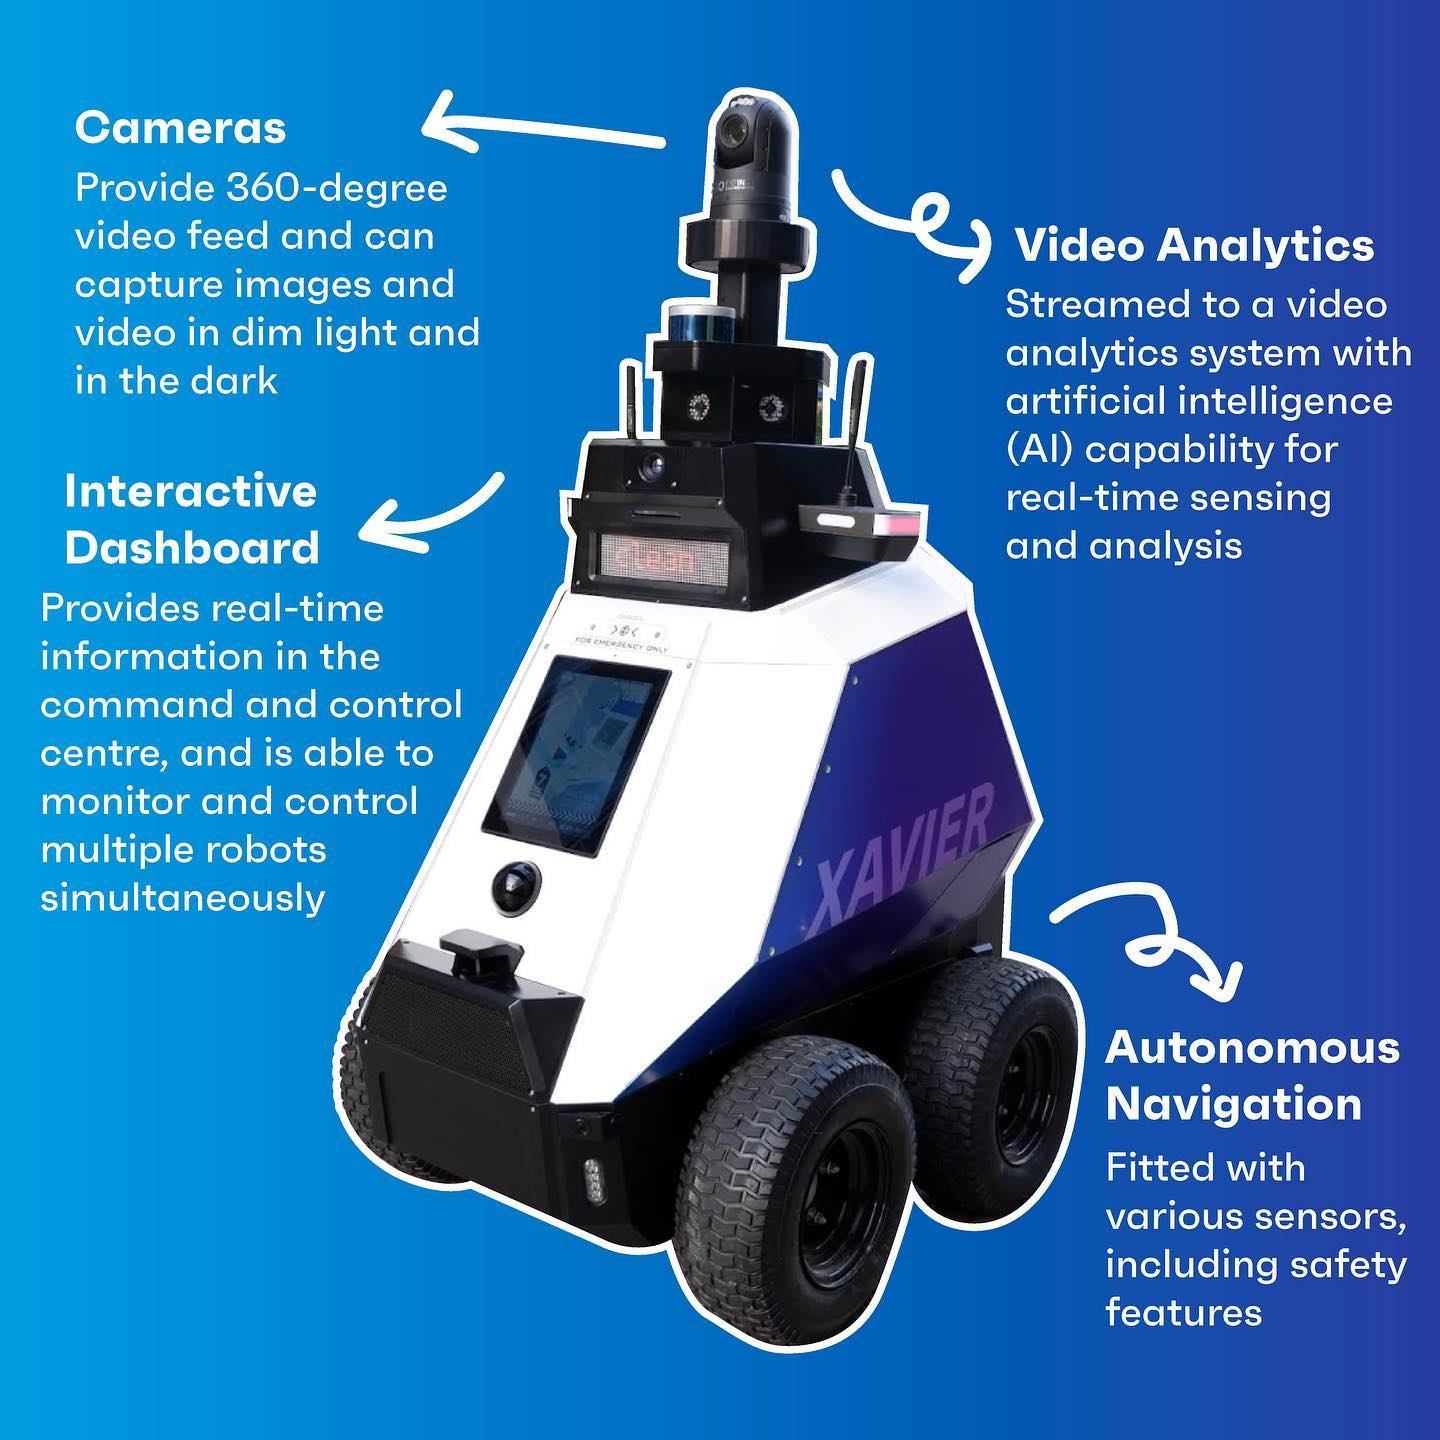 Cameras
Provide 360-degree
video feed and can
capture images and
video in dim light and
in the dark
Video Analytics
Streamed to a video
analytics system with
artificial intelligence
(AI) capability for
real-time sensing
and analysis
Interactive
Dashboard
Provides real-time
information in the
command and control
centre, and is able to
monitor and control
multiple robots
simultaneously
clean
FOR EMERGENCY ONLY
XAVIER
Autonomous
Navigation
Fitted with
various sensors,
including safety
features